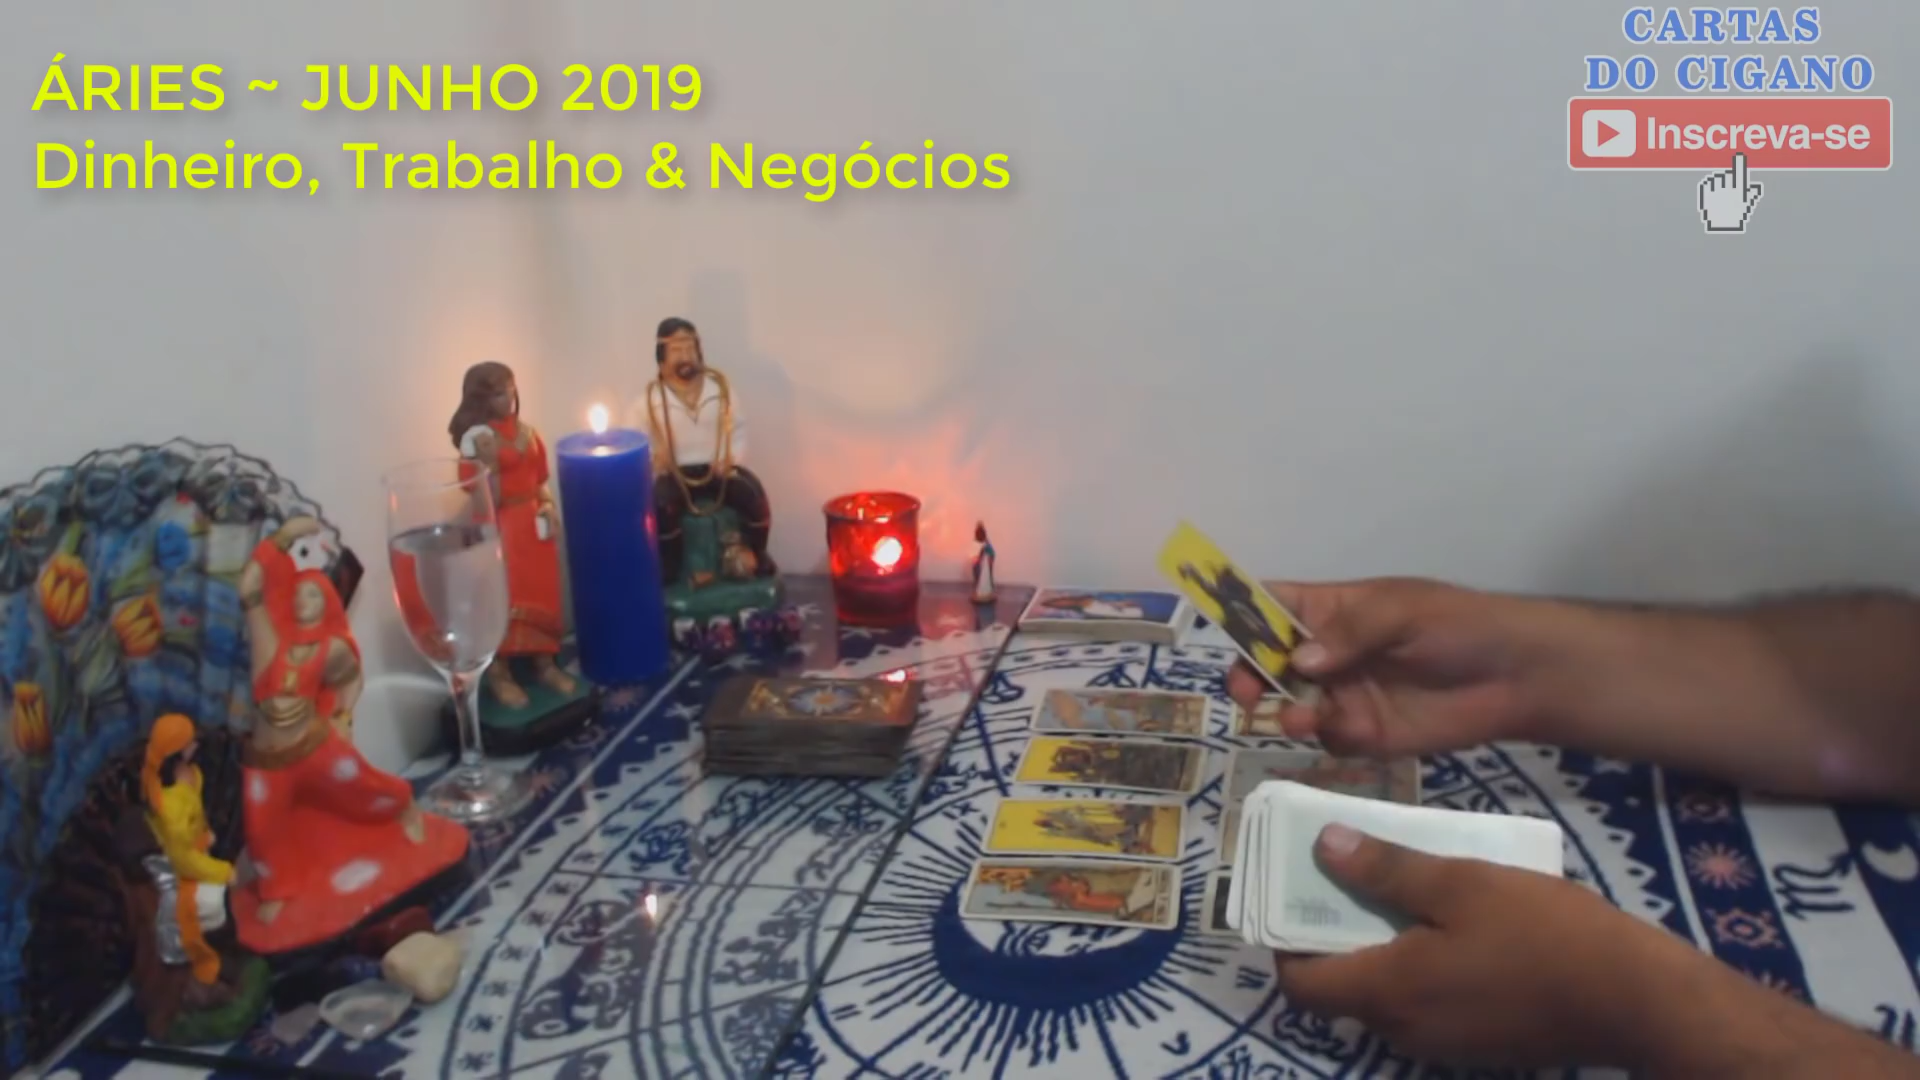 ÁRIES ~ JUNHO 2019
Dinheiro, Trabalho & Negócios
CARTAS
DO CIGANO
Inscreva-se